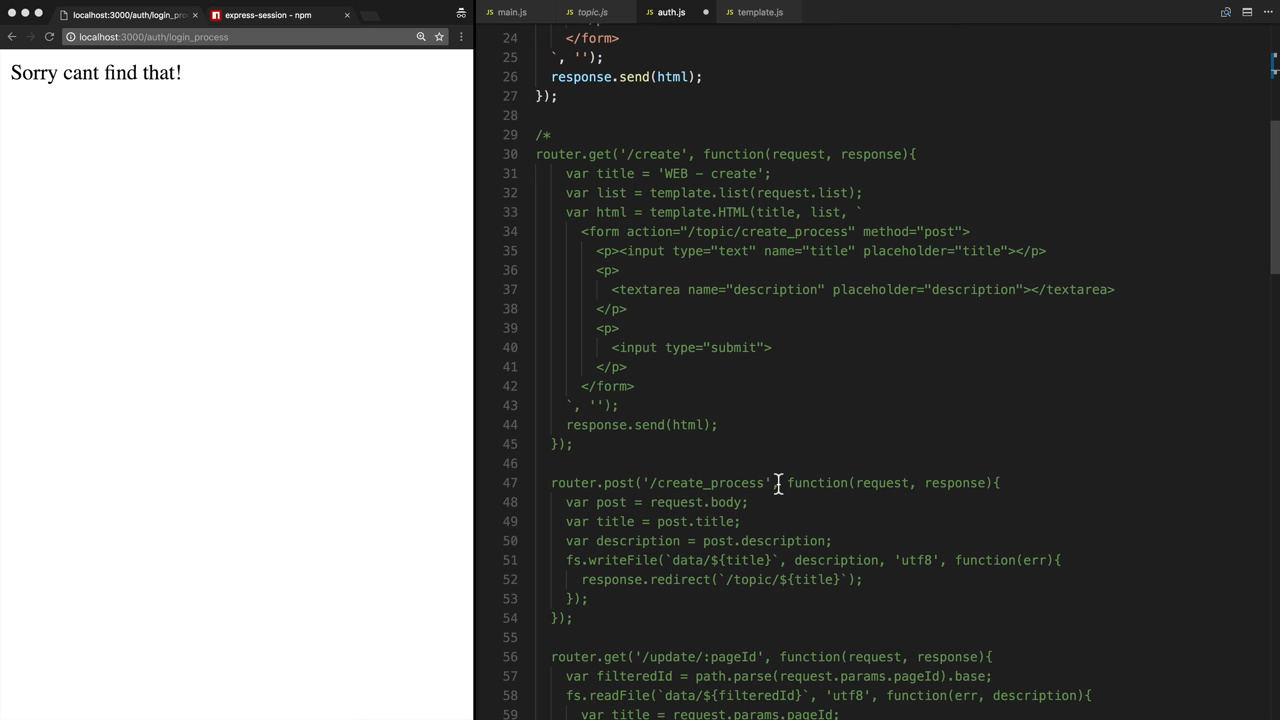 localhost:3000/auth/login_pro
express-session - npm
localhost:3000/auth/login_process
Sorry cant find that!
JS main.js
JS topic.js
JS auth.js
JS template.js
24 </form>
25 `, '');
26 response.send(html);
27 });
28
29 /*
30 router.get('/create', function(request, response){
31 var title = 'WEB - create';
32 var list = template.list(request.list);
33 var html = template.HTML(title, list, `
34 <form action="/topic/create_process" method="post">
35 <p><input type="text" name="title" placeholder="title"></p>
36 <p>
37 <textarea name="description" placeholder="description"></textarea>
38 </p>
39 <p>
40 <input type="submit">
41 </p>
42 </form>
43 `, '');
44 response.send(html);
45 });
46
47 router.post('/create_process', function(request, response){
48 var post = request.body;
49 var title = post.title;
50 var description = post.description;
51 fs.writeFile(`data/${title}`, description, 'utf8', function(err){
52 response.redirect(`/topic/${title}`);
53 });
54 });
55
56 router.get('/update/:pageId', function(request, response){
57 var filteredId = path.parse(request.params.pageId).base;
58 fs.readFile(`data/${filteredId}`, 'utf8', function(err, description){
59 var title = request.params.pageId;